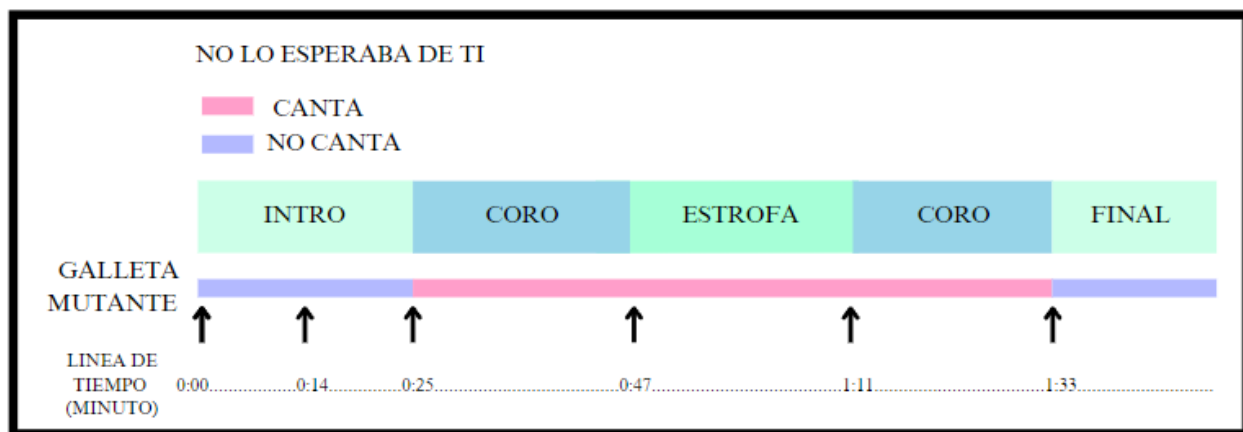 NO LO ESPERABA DE TI
CANTA
NO CANTA
INTRO CORO ESTROFA CORO FINAL
GALLETA
MUTANTE
LINEA DE
TIEMPO
(MINUTO)
0:00..................0:14..................0:25.....................................0:47.....................................1:11.................................1:33...........................